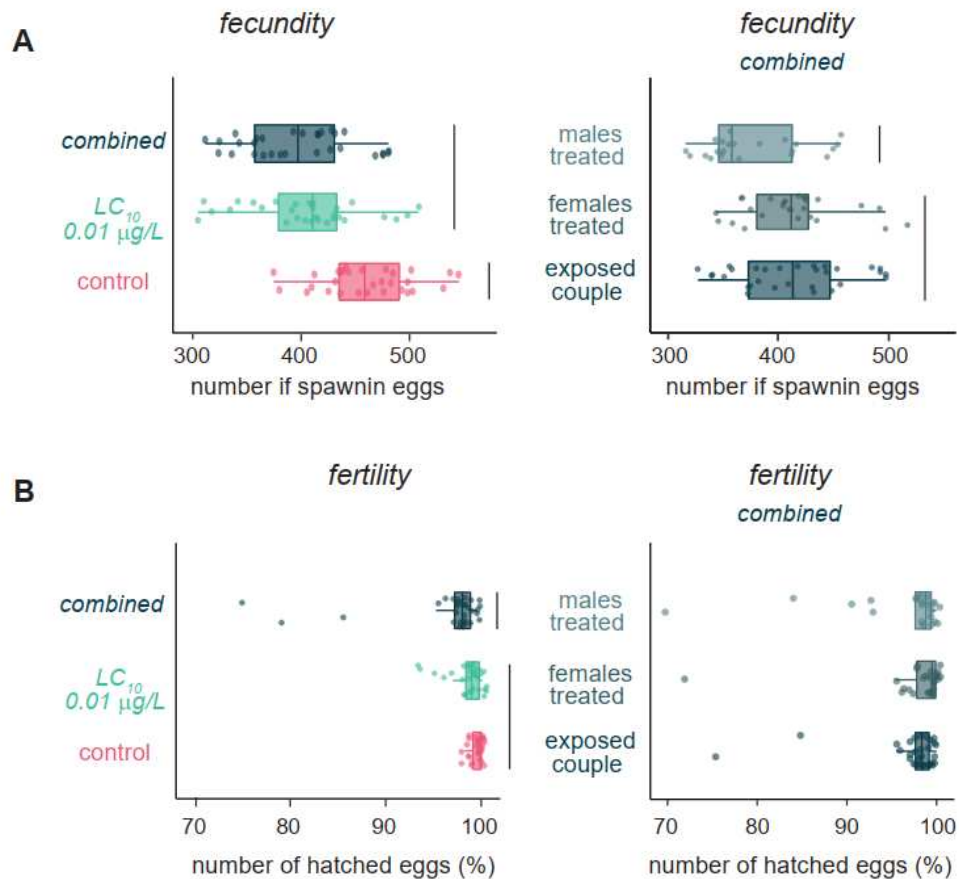 A
fecundity
combined
LC10
0.01 µg/L
control
300 400 500
number if spawnin eggs
fecundity
combined
males
treated
females
treated
exposed
couple
300 400 500
number if spawnin eggs
B
fertility
combined
LC10
0.01 µg/L
control
70 80 90 100
number of hatched eggs (%)
fertility
combined
males
treated
females
treated
exposed
couple
70 80 90 100
number of hatched eggs (%)